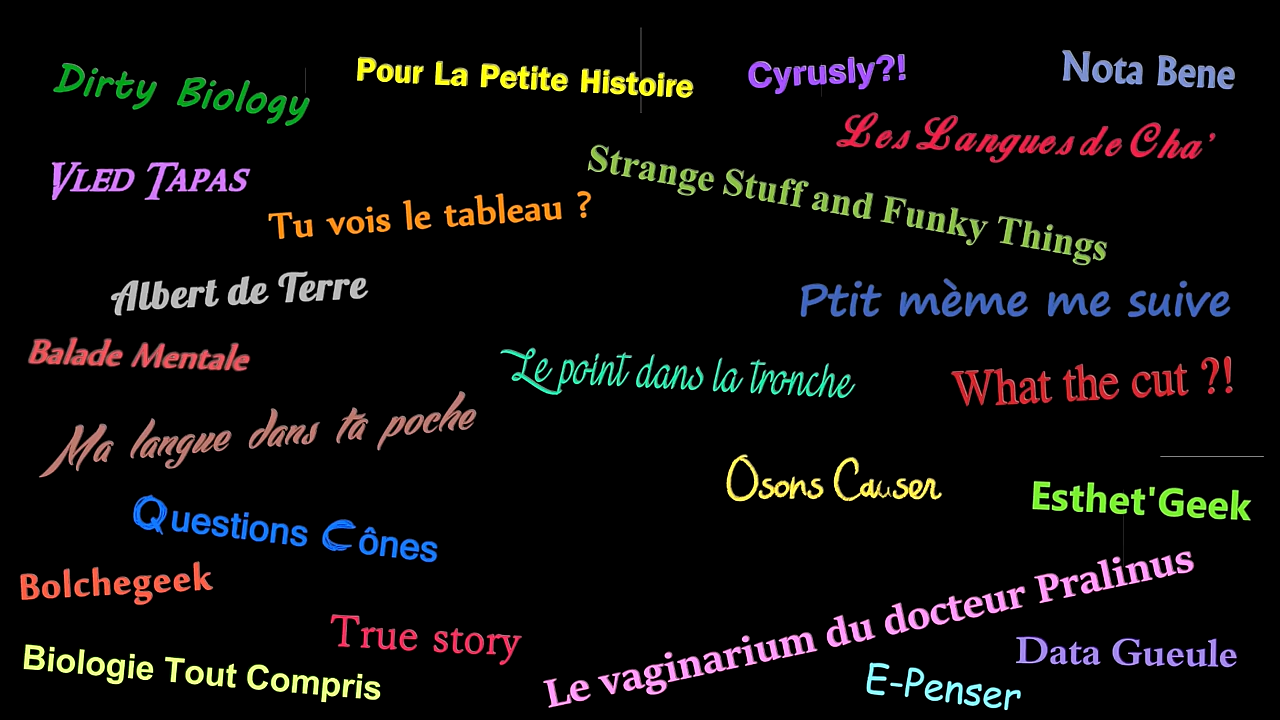 Dirty Biology
Pour La Petite Histoire
Cyrusly?!
Nota Bene
Les Langues de Cha'
Vled Tapas
Strange Stuff and Funky Things
Tu vois le tableau ?
Albert de Terre
Ptit mème me suive
Balade Mentale
Le point dans la tronche
What the cut ?!
Ma langue dans ta poche
Osons Causer
Esthet'Geek
Questions Cônes
Bolchegeek
Le vaginarium du docteur Pralinus
True story
Data Gueule
Biologie Tout Compris
E-Penser